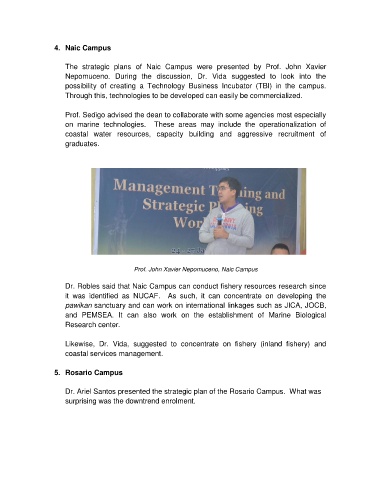 4. Naic Campus
The strategic plans of Naic Campus were presented by Prof. John Xavier
Nepomuceno. During the discussion, Dr. Vida suggested to look into the
possibility of creating a Technology Business Incubator (TBI) in the campus.
Through this, technologies to be developed can easily be commercialized.
Prof. Sedigo advised the dean to collaborate with some agencies most especially
on marine technologies. These areas may include the operationalization of
coastal water resources, capacity building and aggressive recruitment of
graduates.
Management T ing and
Strategic P ing
Wor
Prof. John Xavier Nepomuceno, Naic Campus
Dr. Robles said that Naic Campus can conduct fishery resources research since
it was identified as NUCAF. As such, it can concentrate on developing the
pawikan sanctuary and can work on international linkages such as JICA, JOCB,
and PEMSEA. It can also work on the establishment of Marine Biological
Research center.
Likewise, Dr. Vida, suggested to concentrate on fishery (inland fishery) and
coastal services management.
5. Rosario Campus
Dr. Ariel Santos presented the strategic plan of the Rosario Campus. What was
surprising was the downtrend enrolment.